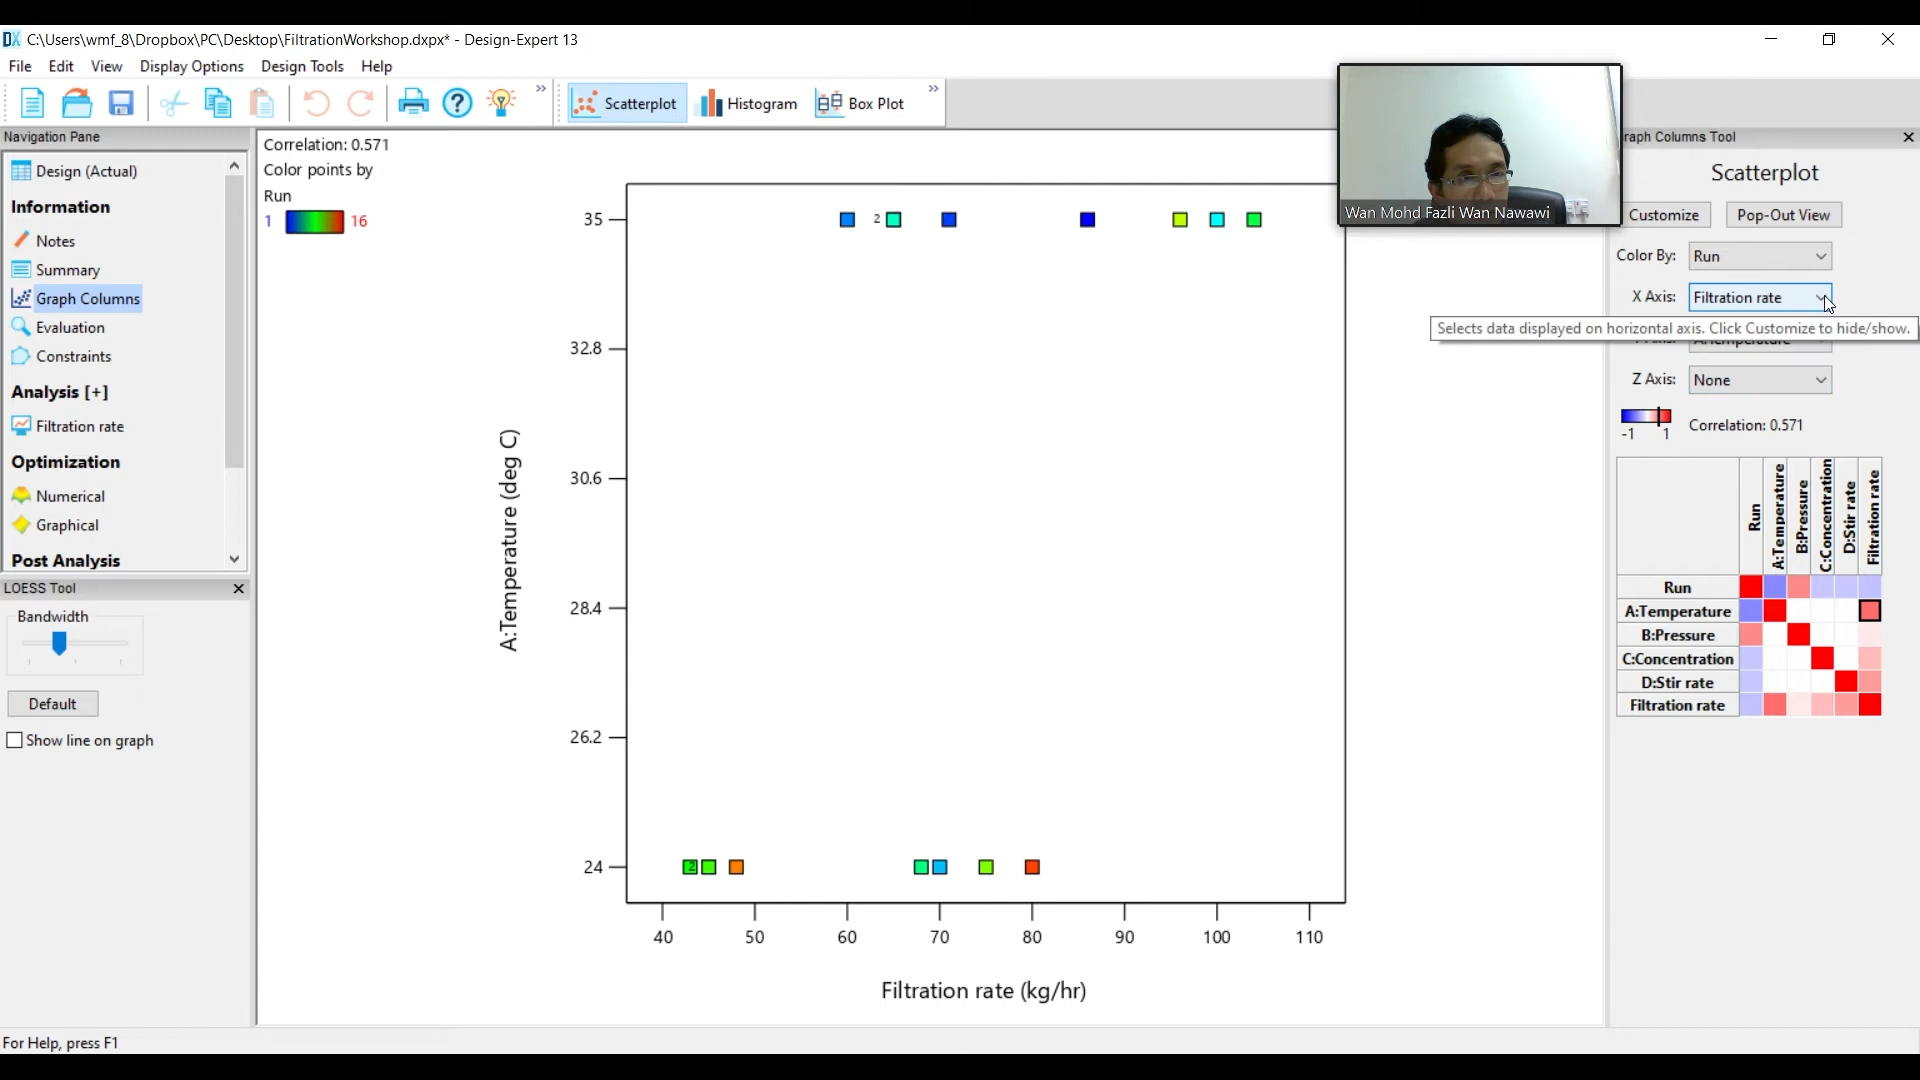 C:\Users\wmf_8\Dropbox\PC\Desktop\FiltrationWorkshop.dxpx* - Design-Expert 13
File Edit View Display Options Design Tools Help
» Scatterplot Histogram Box Plot »
Navigation Pane
Design (Actual)
Information
Notes
Summary
Graph Columns
Evaluation
Constraints
Analysis [+]
Filtration rate
Optimization
Numerical
Graphical
Post Analysis
LOESS Tool
Bandwidth
Default
Show line on graph
Correlation: 0.571
Color points by
Run
1 16
35
32.8
30.6
28.4
26.2
24
A:Temperature (deg C)
2
2
40 50 60 70 80 90 100 110
Filtration rate (kg/hr)
Wan Mohd Fazli Wan Nawawi
raph Columns Tool
Scatterplot
Customize Pop-Out View
Color By: Run
X Axis: Filtration rate
Selects data displayed on horizontal axis. Click Customize to hide/show.
Z Axis: None
-1 1 Correlation: 0.571
Run A:Temperature B:Pressure C:Concentration D:Stir rate Filtration rate
Run
A:Temperature
B:Pressure
C:Concentration
D:Stir rate
Filtration rate
For Help, press F1